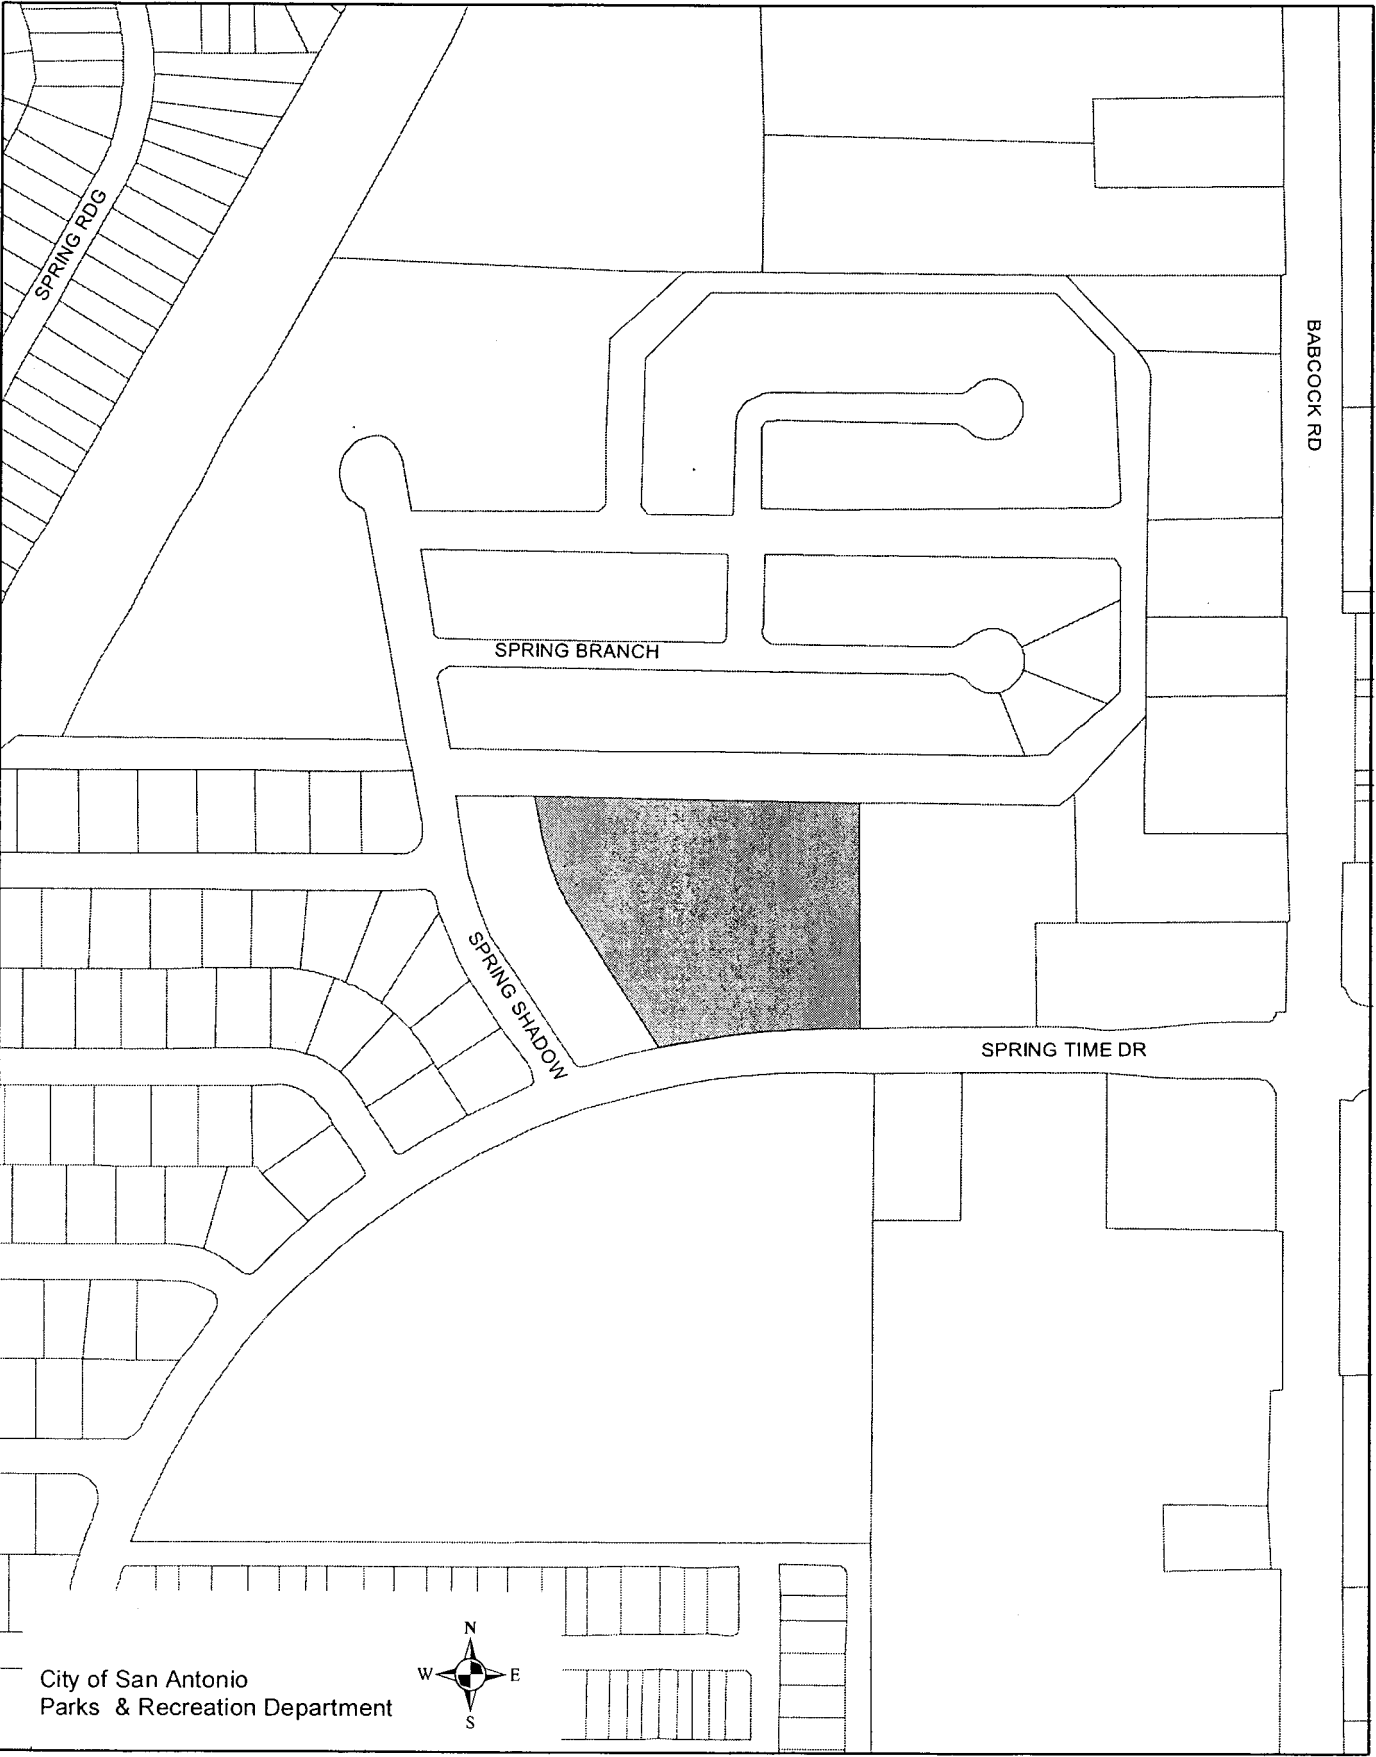 SPRING RDG
BABCOCK RD
SPRING BRANCH
SPRING SHADOW
SPRING TIME DR
N
W E
S
City of San Antonio
Parks & Recreation Department